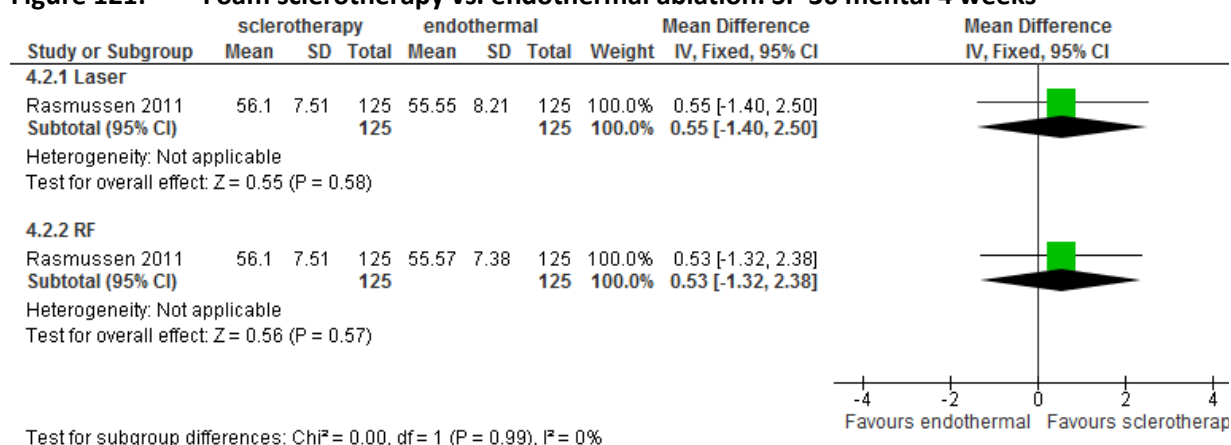 Figure 121: Foam sclerotherapy vs. endothermal ablation: SF-36 mental 4 weeks
sclerotherapy endothermal Mean Difference Mean Difference
Study or Subgroup Mean SD Total Mean SD Total Weight IV, Fixed, 95% CI IV, Fixed, 95% CI
4.2.1 Laser
Rasmussen 2011 56.1 7.51 125 55.55 8.21 125 100.0% 0.55 [-1.40, 2.50]
Subtotal (95% CI) 125 125 100.0% 0.55 [-1.40, 2.50]
Heterogeneity: Not applicable
Test for overall effect: Z = 0.55 (P = 0.58)
4.2.2 RF
Rasmussen 2011 56.1 7.51 125 55.57 7.38 125 100.0% 0.53 [-1.32, 2.38]
Subtotal (95% CI) 125 125 100.0% 0.53 [-1.32, 2.38]
Heterogeneity: Not applicable
Test for overall effect: Z = 0.56 (P = 0.57)
-4 -2 0 2 4
Favours endothermal Favours sclerotherap
Test for subgroup differences: Chi² = 0.00, df = 1 (P = 0.99), I² = 0%